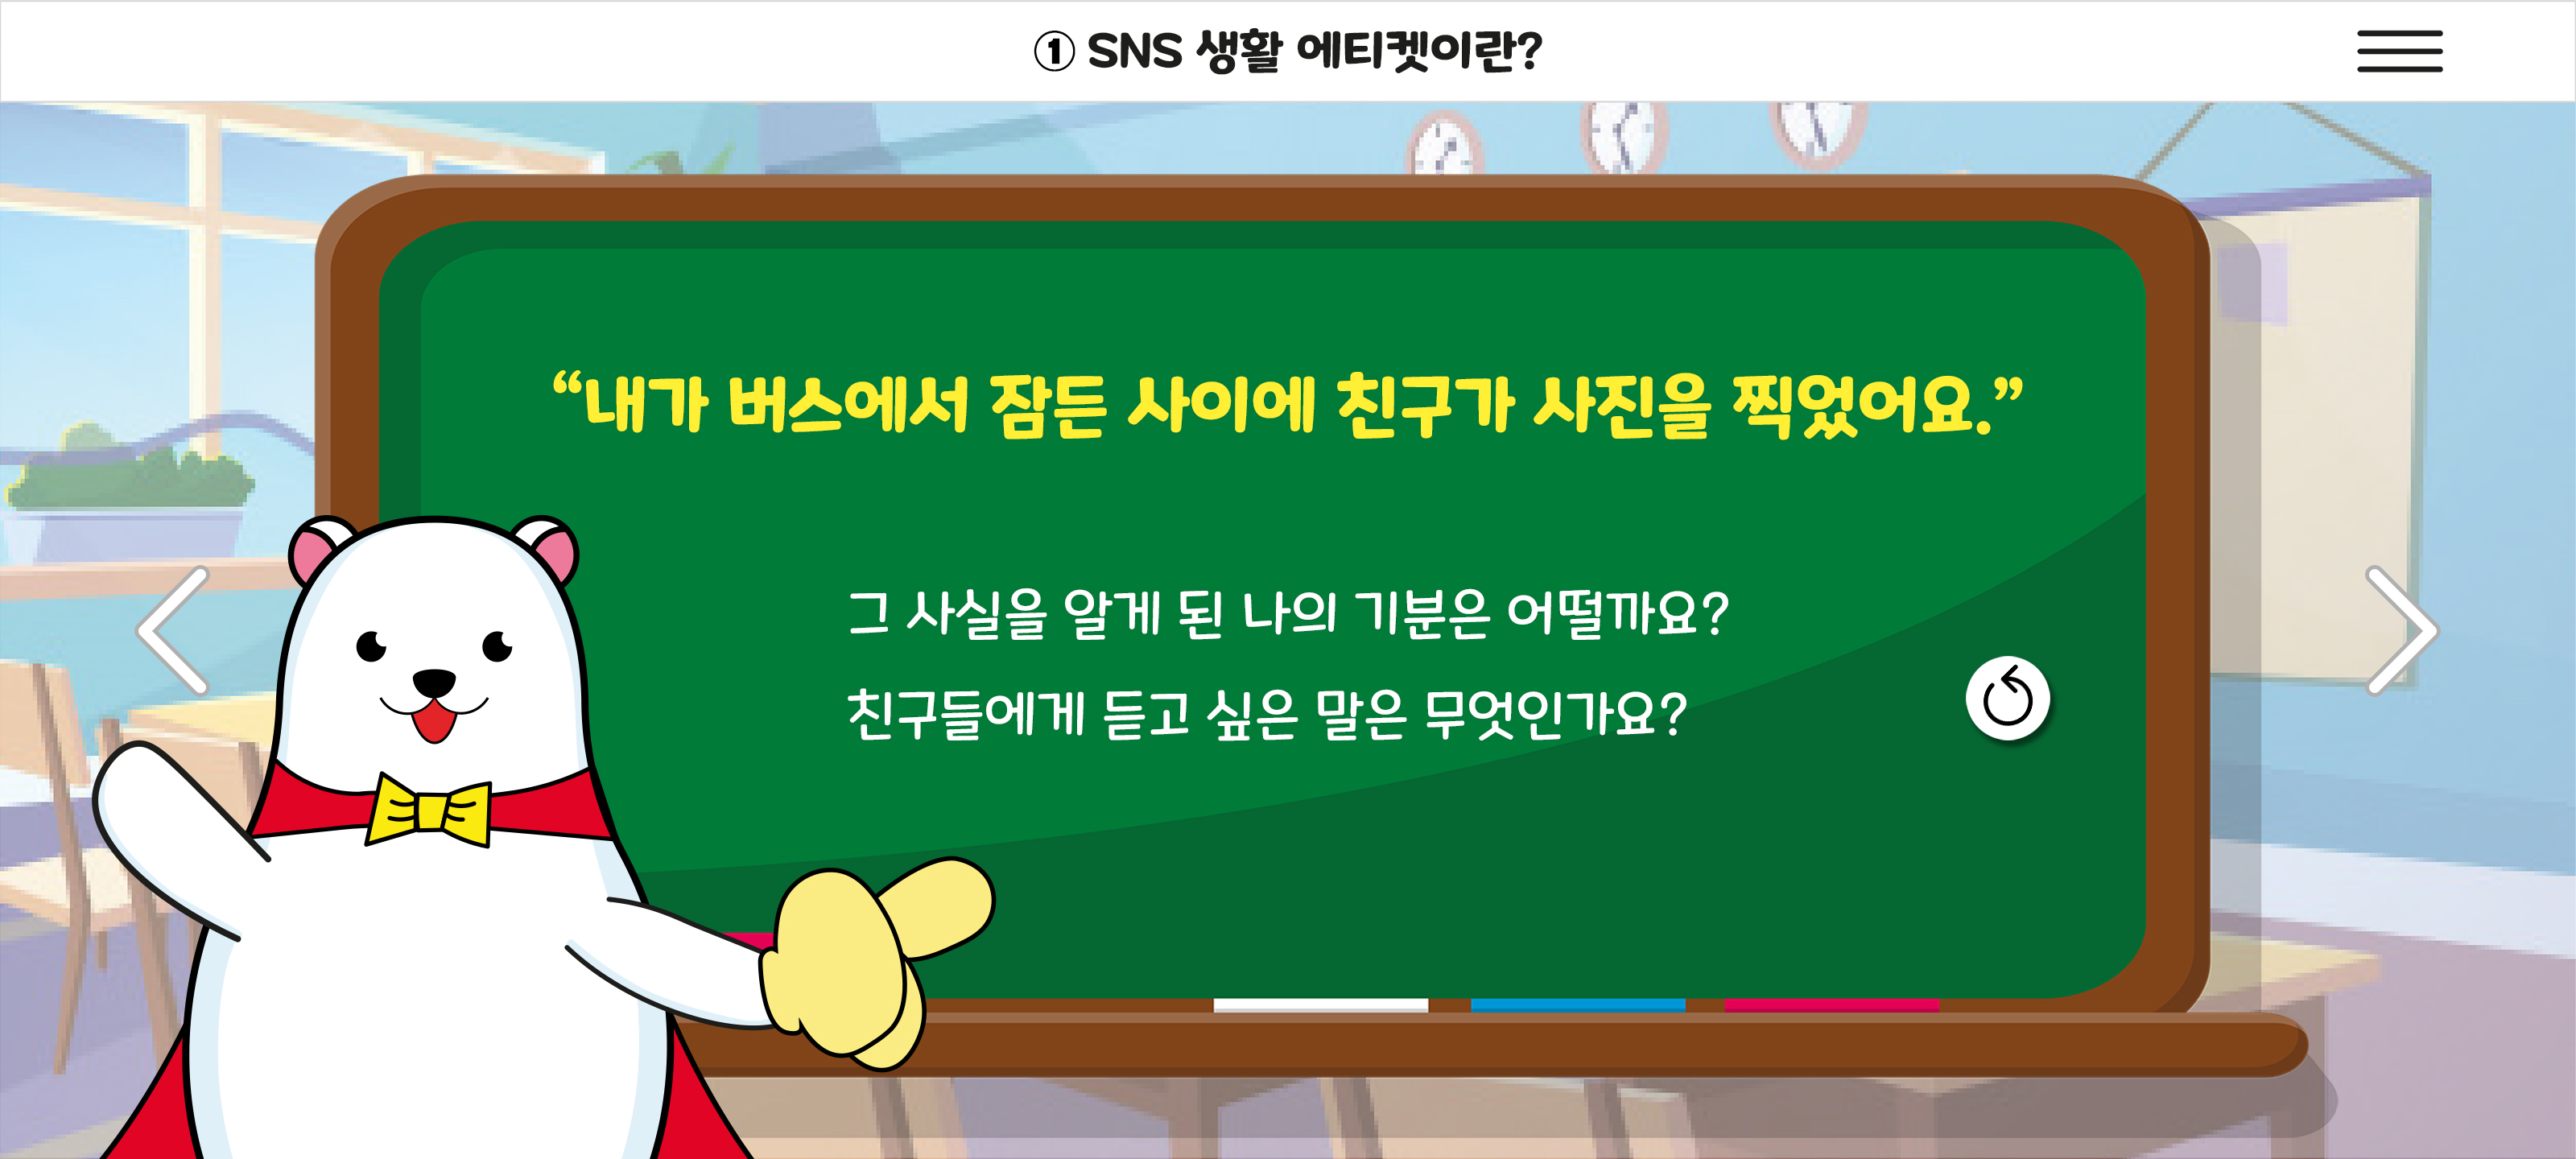 ① SNS 생활 에티켓이란?
“내가 버스에서 잠든 사이에 친구가 사진을 찍었어요.”
그 사실을 알게 된 나의 기분은 어떨까요?
친구들에게 듣고 싶은 말은 무엇인가요?